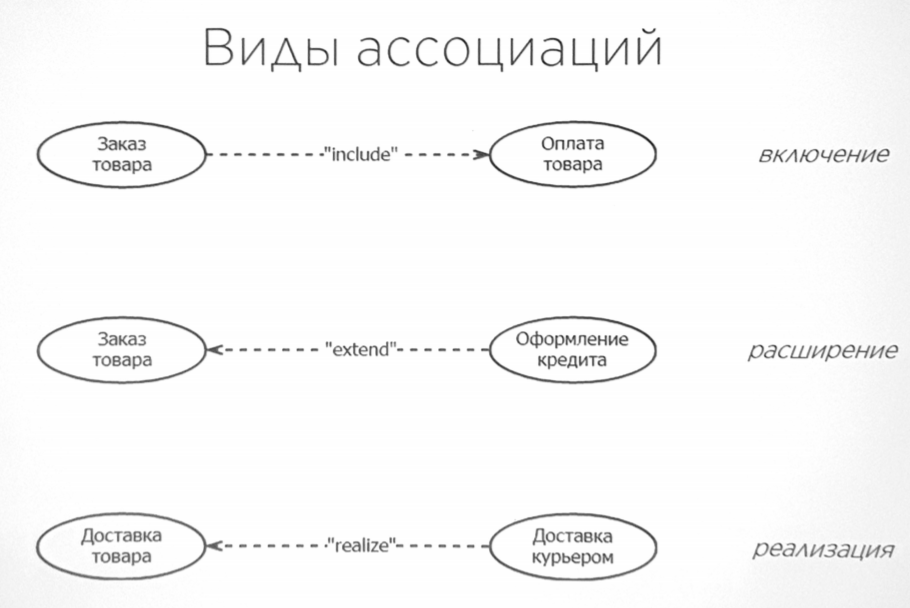 Виды ассоциаций
Заказ
товара
"include"
Оплата
товара
включение
Заказ
товара
"extend"
Оформление
кредита
расширение
Доставка
товара
"realize"
Доставка
курьером
реализация